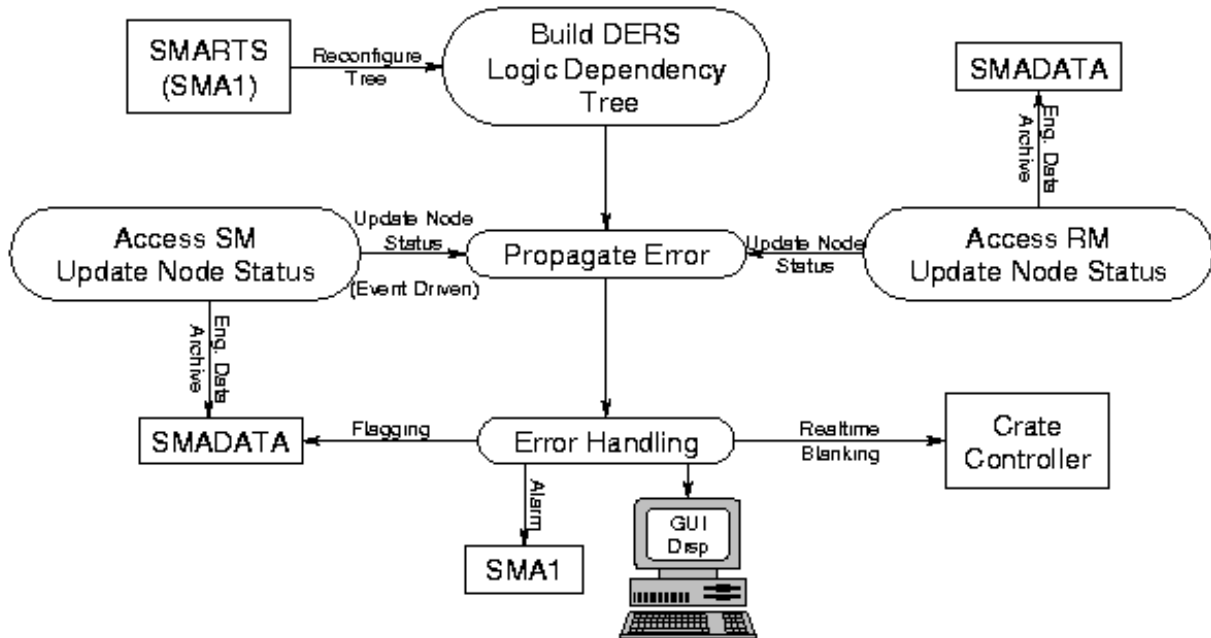 SMARTS
(SMA1)
Reconfigure
Tree
Build DERS
Logic Dependency
Tree
SMADATA
Eng. Data
Archive
Access SM
Update Node Status
Update Node
Status
(Event Driven)
Propagate Error
Update Node
Status
Access RM
Update Node Status
Eng. Data
Archive
SMADATA
Flagging
Error Handling
Realtime
Blanking
Crate
Controller
Alarm
SMA1
GUI
Disp